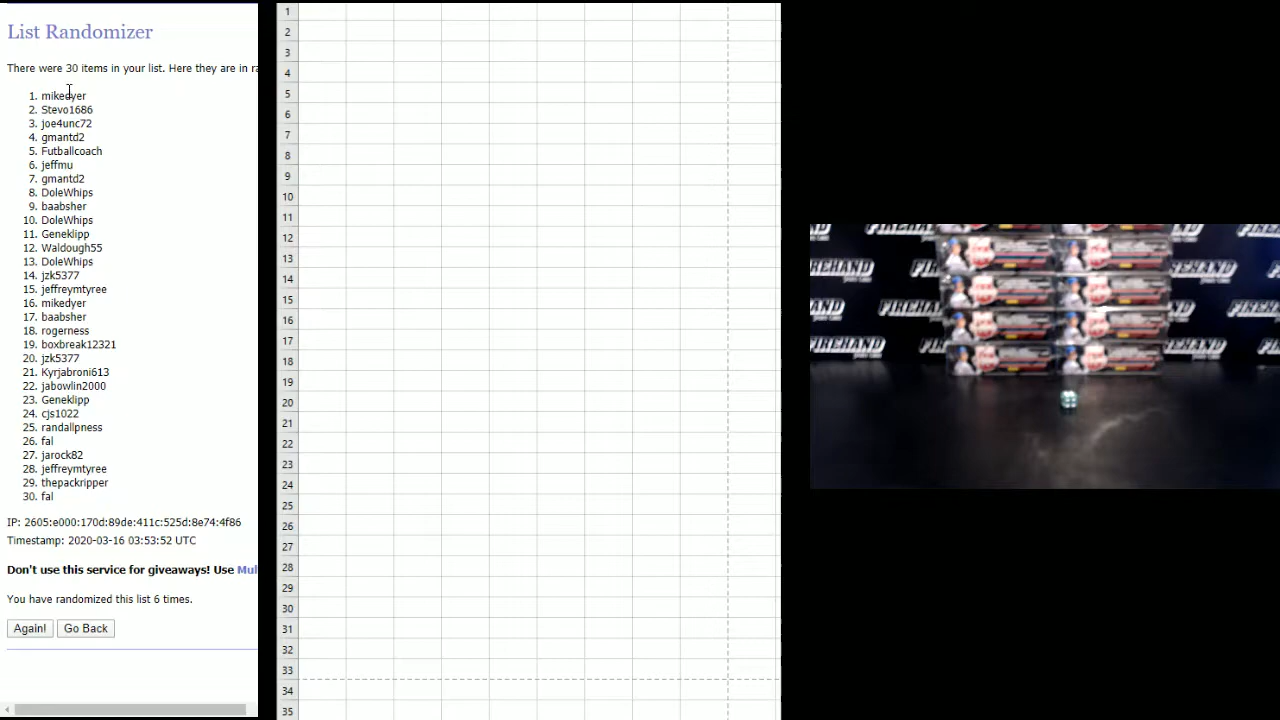 List Randomizer
There were 30 items in your list. Here they are in ra
1. mikedyer
2. Stevo1686
3. joe4unc72
4. gmantd2
5. Futballcoach
6. jeffmu
7. gmantd2
8. DoleWhips
9. baabsher
10. DoleWhips
11. Geneklipp
12. Waldough55
13. DoleWhips
14. jzk5377
15. jeffreymtyree
16. mikedyer
17. baabsher
18. rogerness
19. boxbreak12321
20. jzk5377
21. Kyrjabroni613
22. jabowlin2000
23. Geneklipp
24. cjs1022
25. randallpness
26. fal
27. jarock82
28. jeffreymtyree
29. thepackripper
30. fal
IP: 2605:e000:170d:89de:411c:525d:8e74:4f86
Timestamp: 2020-03-16 03:53:52 UTC
Don't use this service for giveaways! Use Mul
You have randomized this list 6 times.
Again! Go Back
1
2
3
4
5
6
7
8
9
10
11
12
13
14
15
16
17
18
19
20
21
22
23
24
25
26
27
28
29
30
31
32
33
34
35
FIREHAND
FIREHAND
FIREHAND
FIREHAND